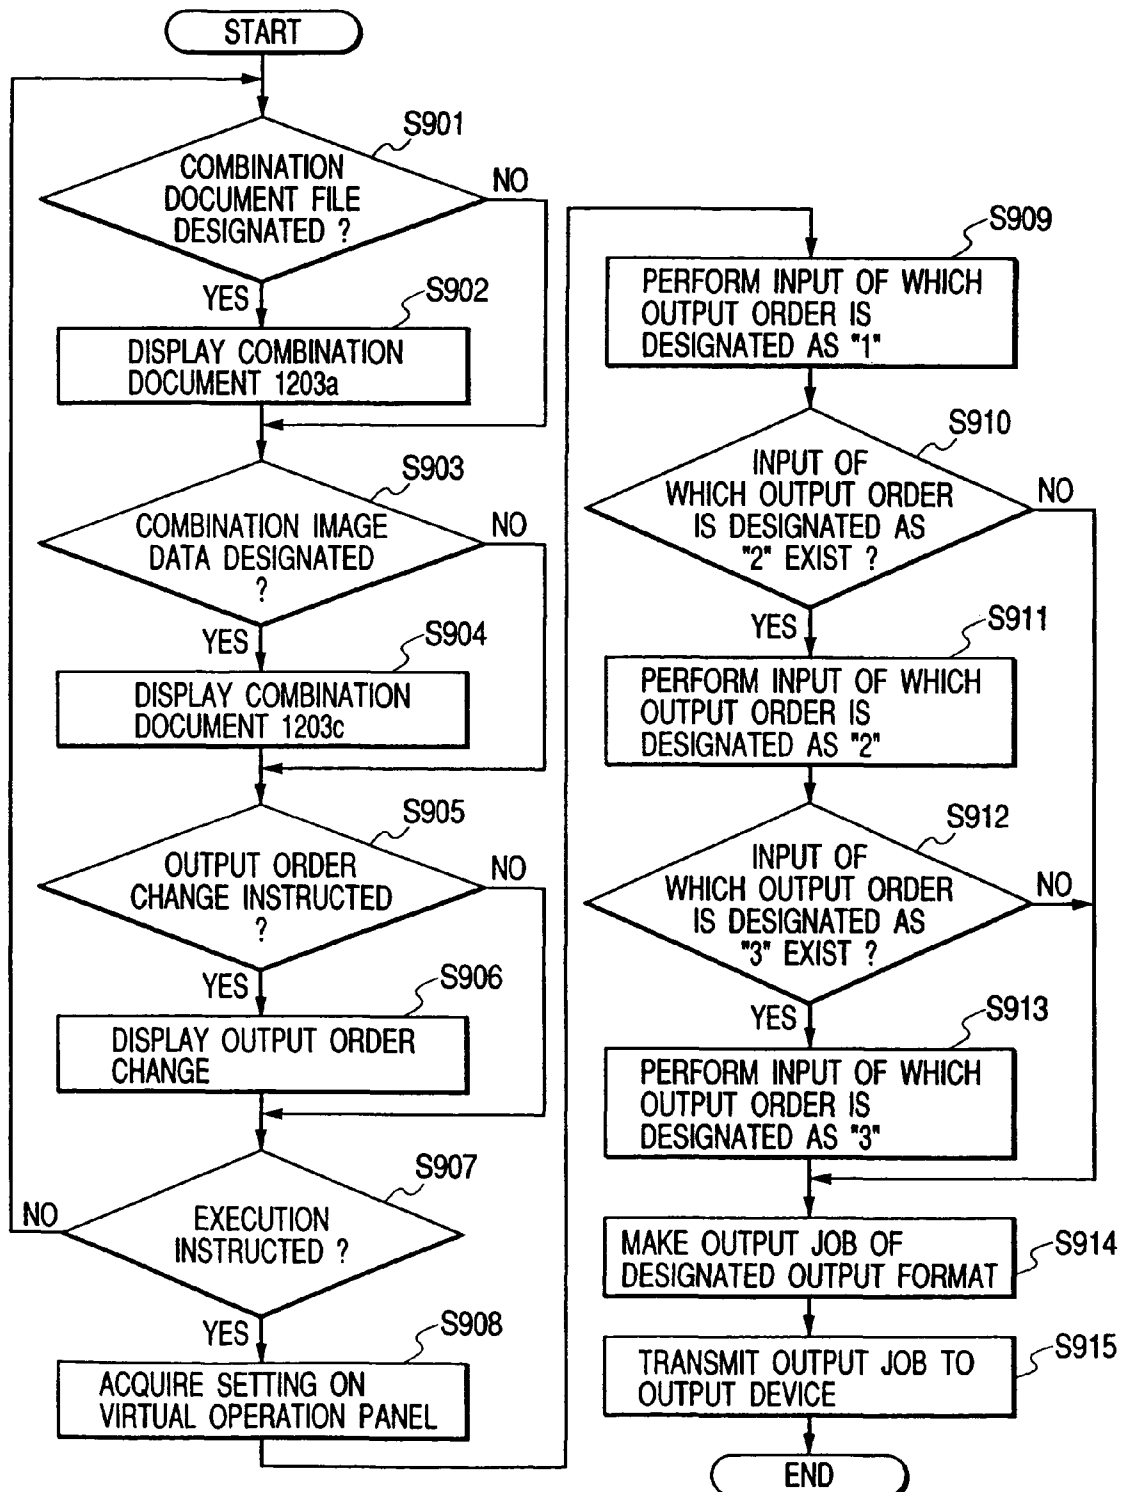 START
S901
COMBINATION
DOCUMENT FILE
DESIGNATED ?
NO
YES
S902
DISPLAY COMBINATION
DOCUMENT 1203a
S903
COMBINATION IMAGE
DATA DESIGNATED
?
NO
YES
S904
DISPLAY COMBINATION
DOCUMENT 1203c
S905
OUTPUT ORDER
CHANGE INSTRUCTED
?
NO
YES
S906
DISPLAY OUTPUT ORDER
CHANGE
S907
EXECUTION
INSTRUCTED ?
NO
YES
S908
ACQUIRE SETTING ON
VIRTUAL OPERATION PANEL
S909
PERFORM INPUT OF WHICH
OUTPUT ORDER IS
DESIGNATED AS "1"
S910
INPUT OF
WHICH OUTPUT ORDER
IS DESIGNATED AS
"2" EXIST ?
NO
YES
S911
PERFORM INPUT OF WHICH
OUTPUT ORDER IS
DESIGNATED AS "2"
S912
INPUT OF
WHICH OUTPUT ORDER
IS DESIGNATED AS
"3" EXIST ?
NO
YES
S913
PERFORM INPUT OF WHICH
OUTPUT ORDER IS
DESIGNATED AS "3"
MAKE OUTPUT JOB OF
DESIGNATED OUTPUT FORMAT
S914
TRANSMIT OUTPUT JOB TO
OUTPUT DEVICE
S915
END